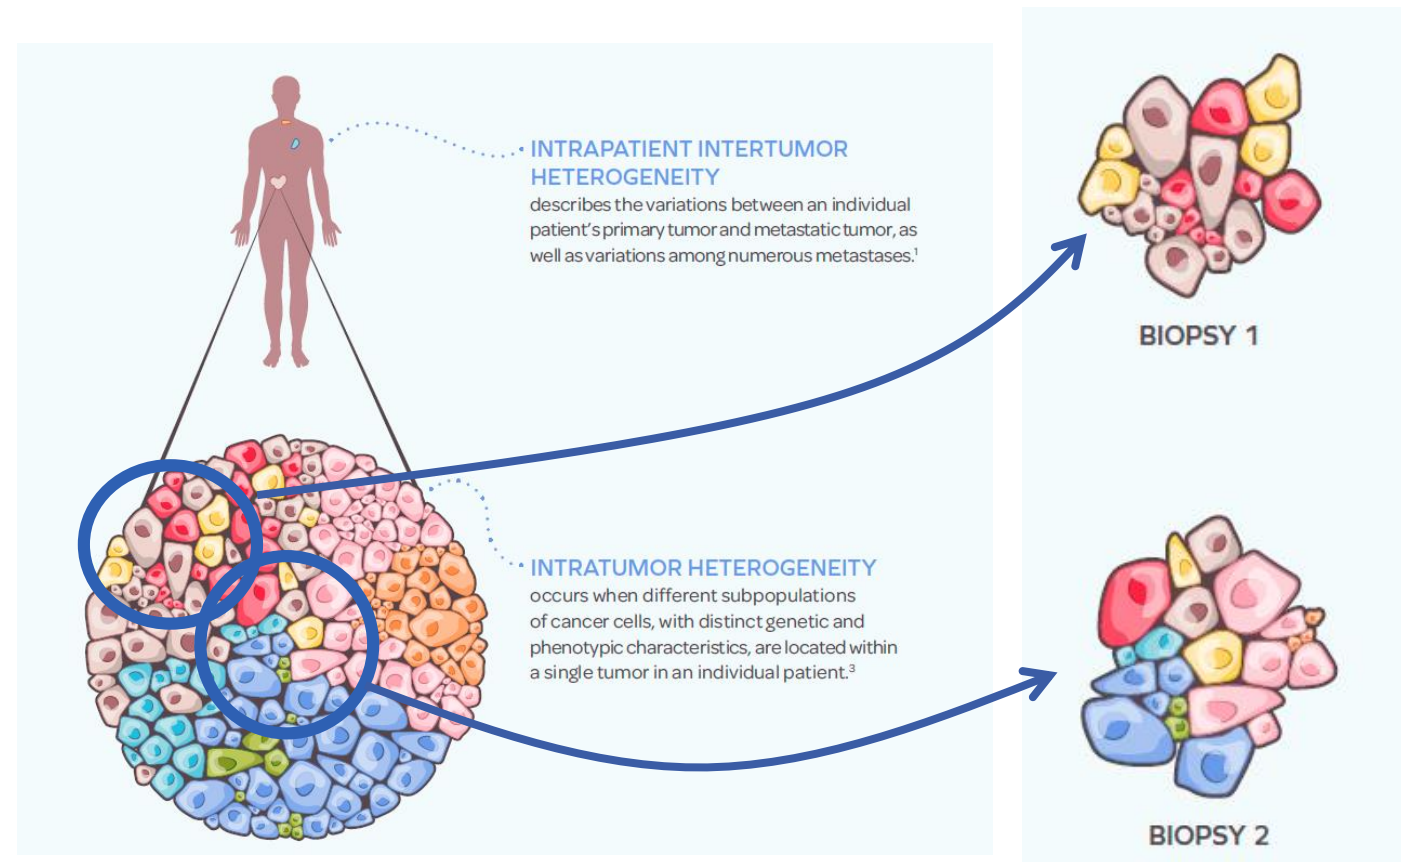 INTRAPATIENT INTERTUMOR
HETEROGENEITY
describes the variations between an individual
patient's primary tumor and metastatic tumor, as
well as variations among numerous metastases.¹
BIOPSY 1
INTRATUMOR HETEROGENEITY
occurs when different subpopulations
of cancer cells, with distinct genetic and
phenotypic characteristics, are located within
a single tumor in an individual patient.³
BIOPSY 2